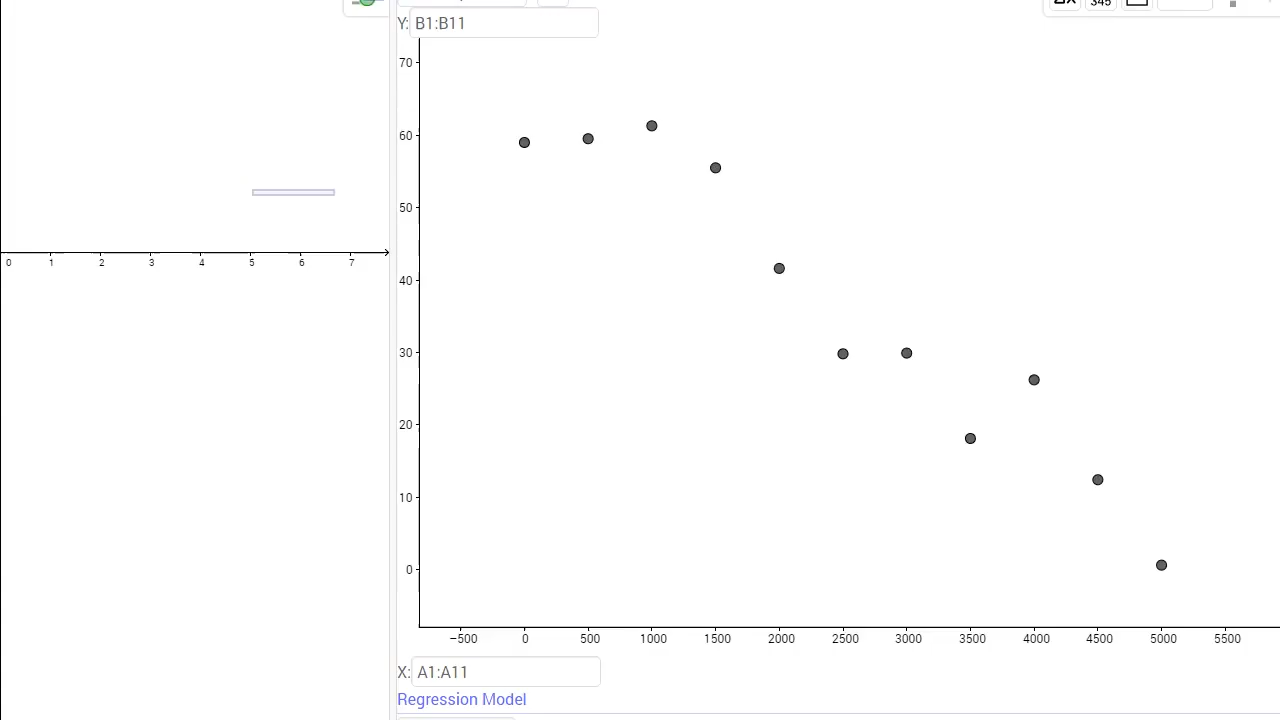 345
Y: B1:B11
70
60
50
40
30
20
10
0
0 1 2 3 4 5 6 7
−500 0 500 1000 1500 2000 2500 3000 3500 4000 4500 5000 5500
X: A1:A11
Regression Model